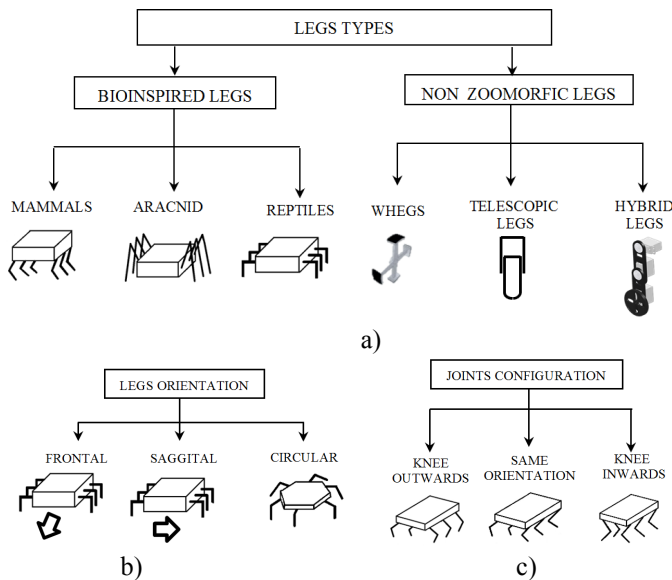 LEGS TYPES
BIOINSPIRED LEGS
NON ZOOMORFIC LEGS
MAMMALS
ARACNID
REPTILES
WHEGS
TELESCOPIC
LEGS
HYBRID
LEGS
a)
LEGS ORIENTATION
FRONTAL
SAGGITAL
CIRCULAR
b)
JOINTS CONFIGURATION
KNEE
OUTWARDS
SAME
ORIENTATION
KNEE
INWARDS
c)